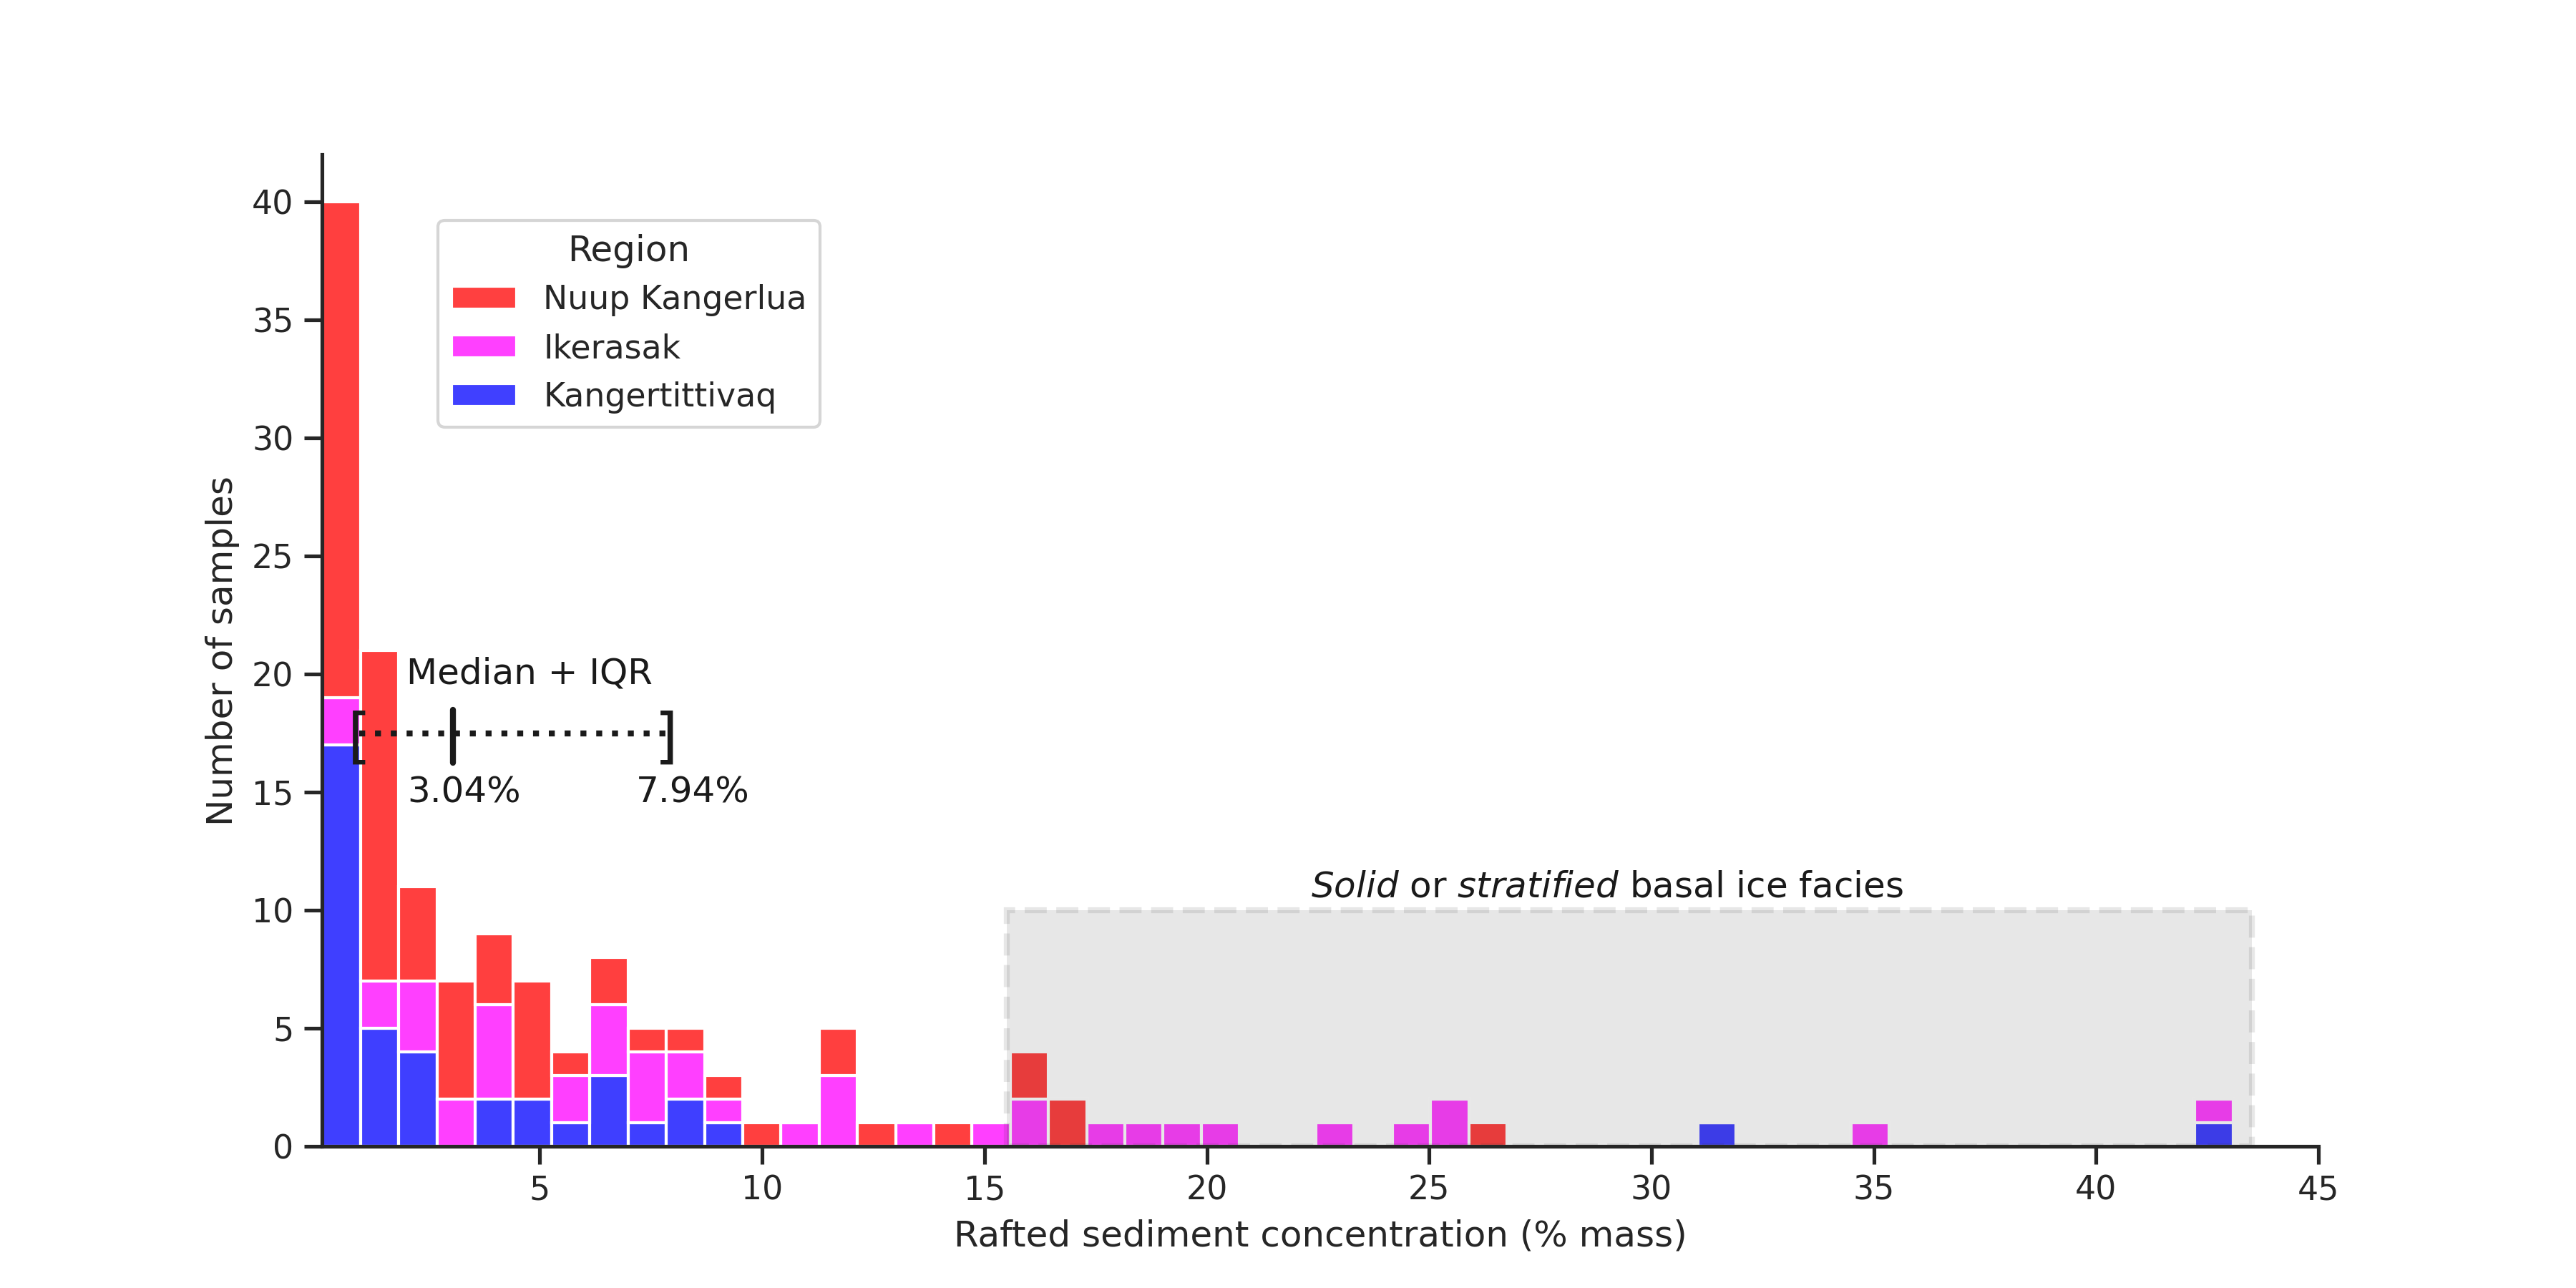 Number of samples
40
35
30
25
20
15
10
5
0
Region
Nuup Kangerlua
Ikerasak
Kangertittivaq
Median + IQR
[
]
3.04%
7.94%
Solid or stratified basal ice facies
5
10
15
20
25
30
35
40
45
Rafted sediment concentration (% mass)